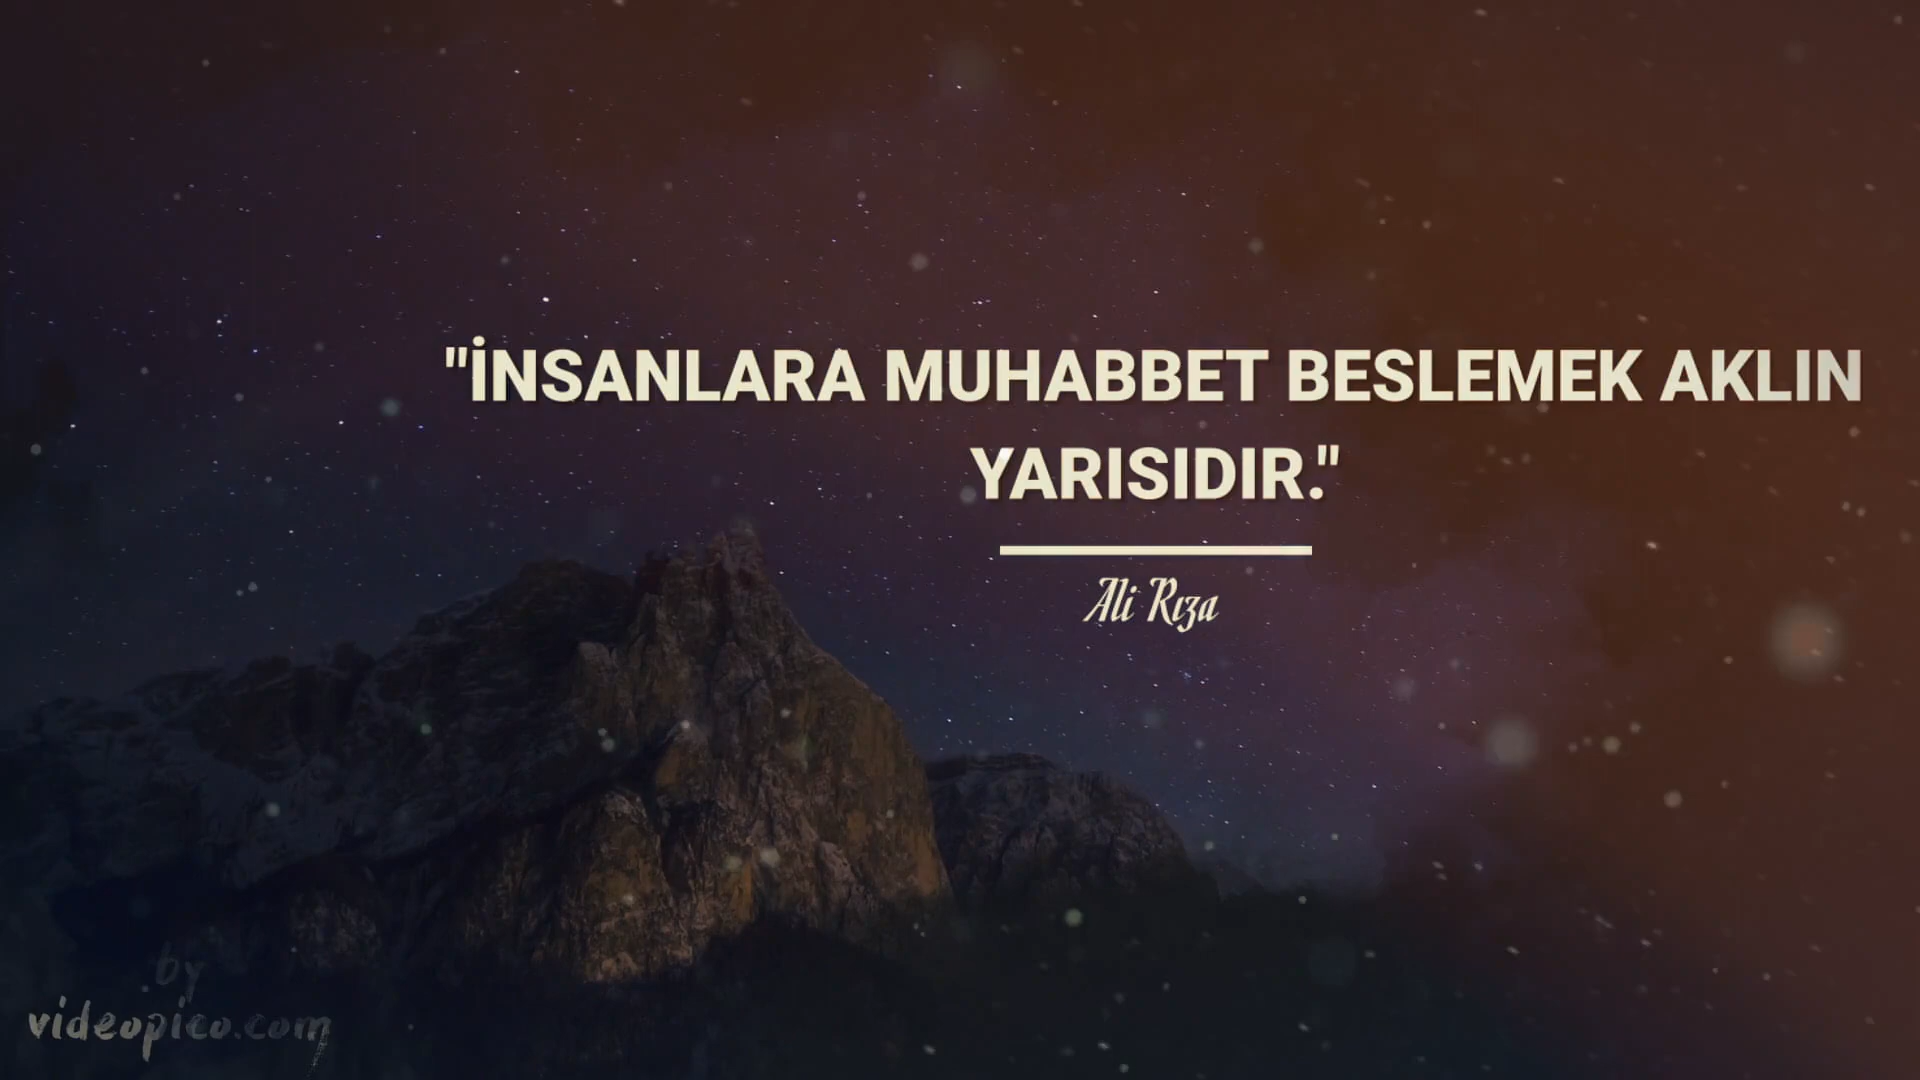 "İNSANLARA MUHABBET BESLEMEK AKLIN
YARISIDIR."
Ali Rıza
by
videopico.com